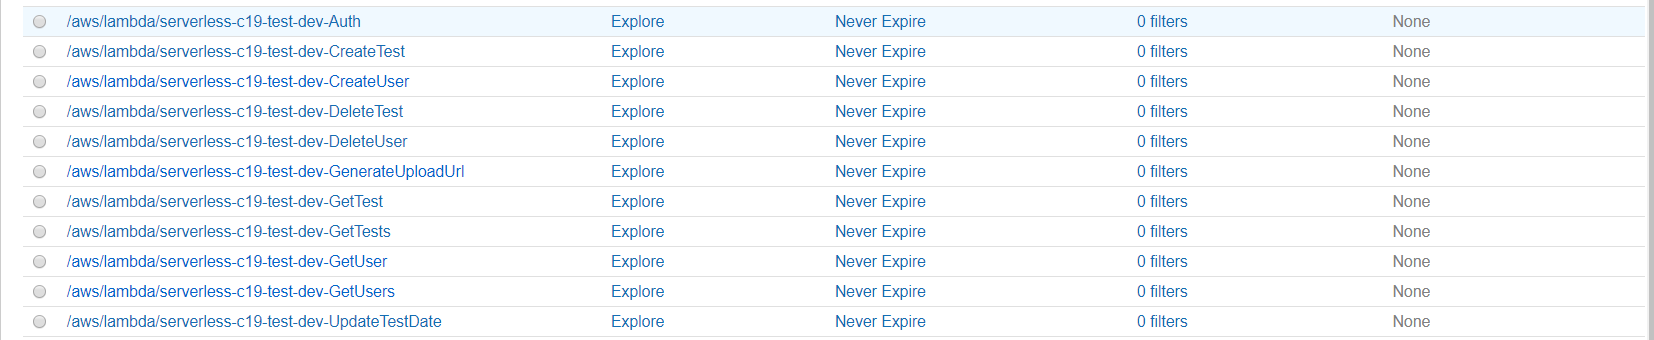 /aws/lambda/serverless-c19-test-dev-Auth Explore Never Expire 0 filters None
/aws/lambda/serverless-c19-test-dev-CreateTest Explore Never Expire 0 filters None
/aws/lambda/serverless-c19-test-dev-CreateUser Explore Never Expire 0 filters None
/aws/lambda/serverless-c19-test-dev-DeleteTest Explore Never Expire 0 filters None
/aws/lambda/serverless-c19-test-dev-DeleteUser Explore Never Expire 0 filters None
/aws/lambda/serverless-c19-test-dev-GenerateUploadUrl Explore Never Expire 0 filters None
/aws/lambda/serverless-c19-test-dev-GetTest Explore Never Expire 0 filters None
/aws/lambda/serverless-c19-test-dev-GetTests Explore Never Expire 0 filters None
/aws/lambda/serverless-c19-test-dev-GetUser Explore Never Expire 0 filters None
/aws/lambda/serverless-c19-test-dev-GetUsers Explore Never Expire 0 filters None
/aws/lambda/serverless-c19-test-dev-UpdateTestDate Explore Never Expire 0 filters None